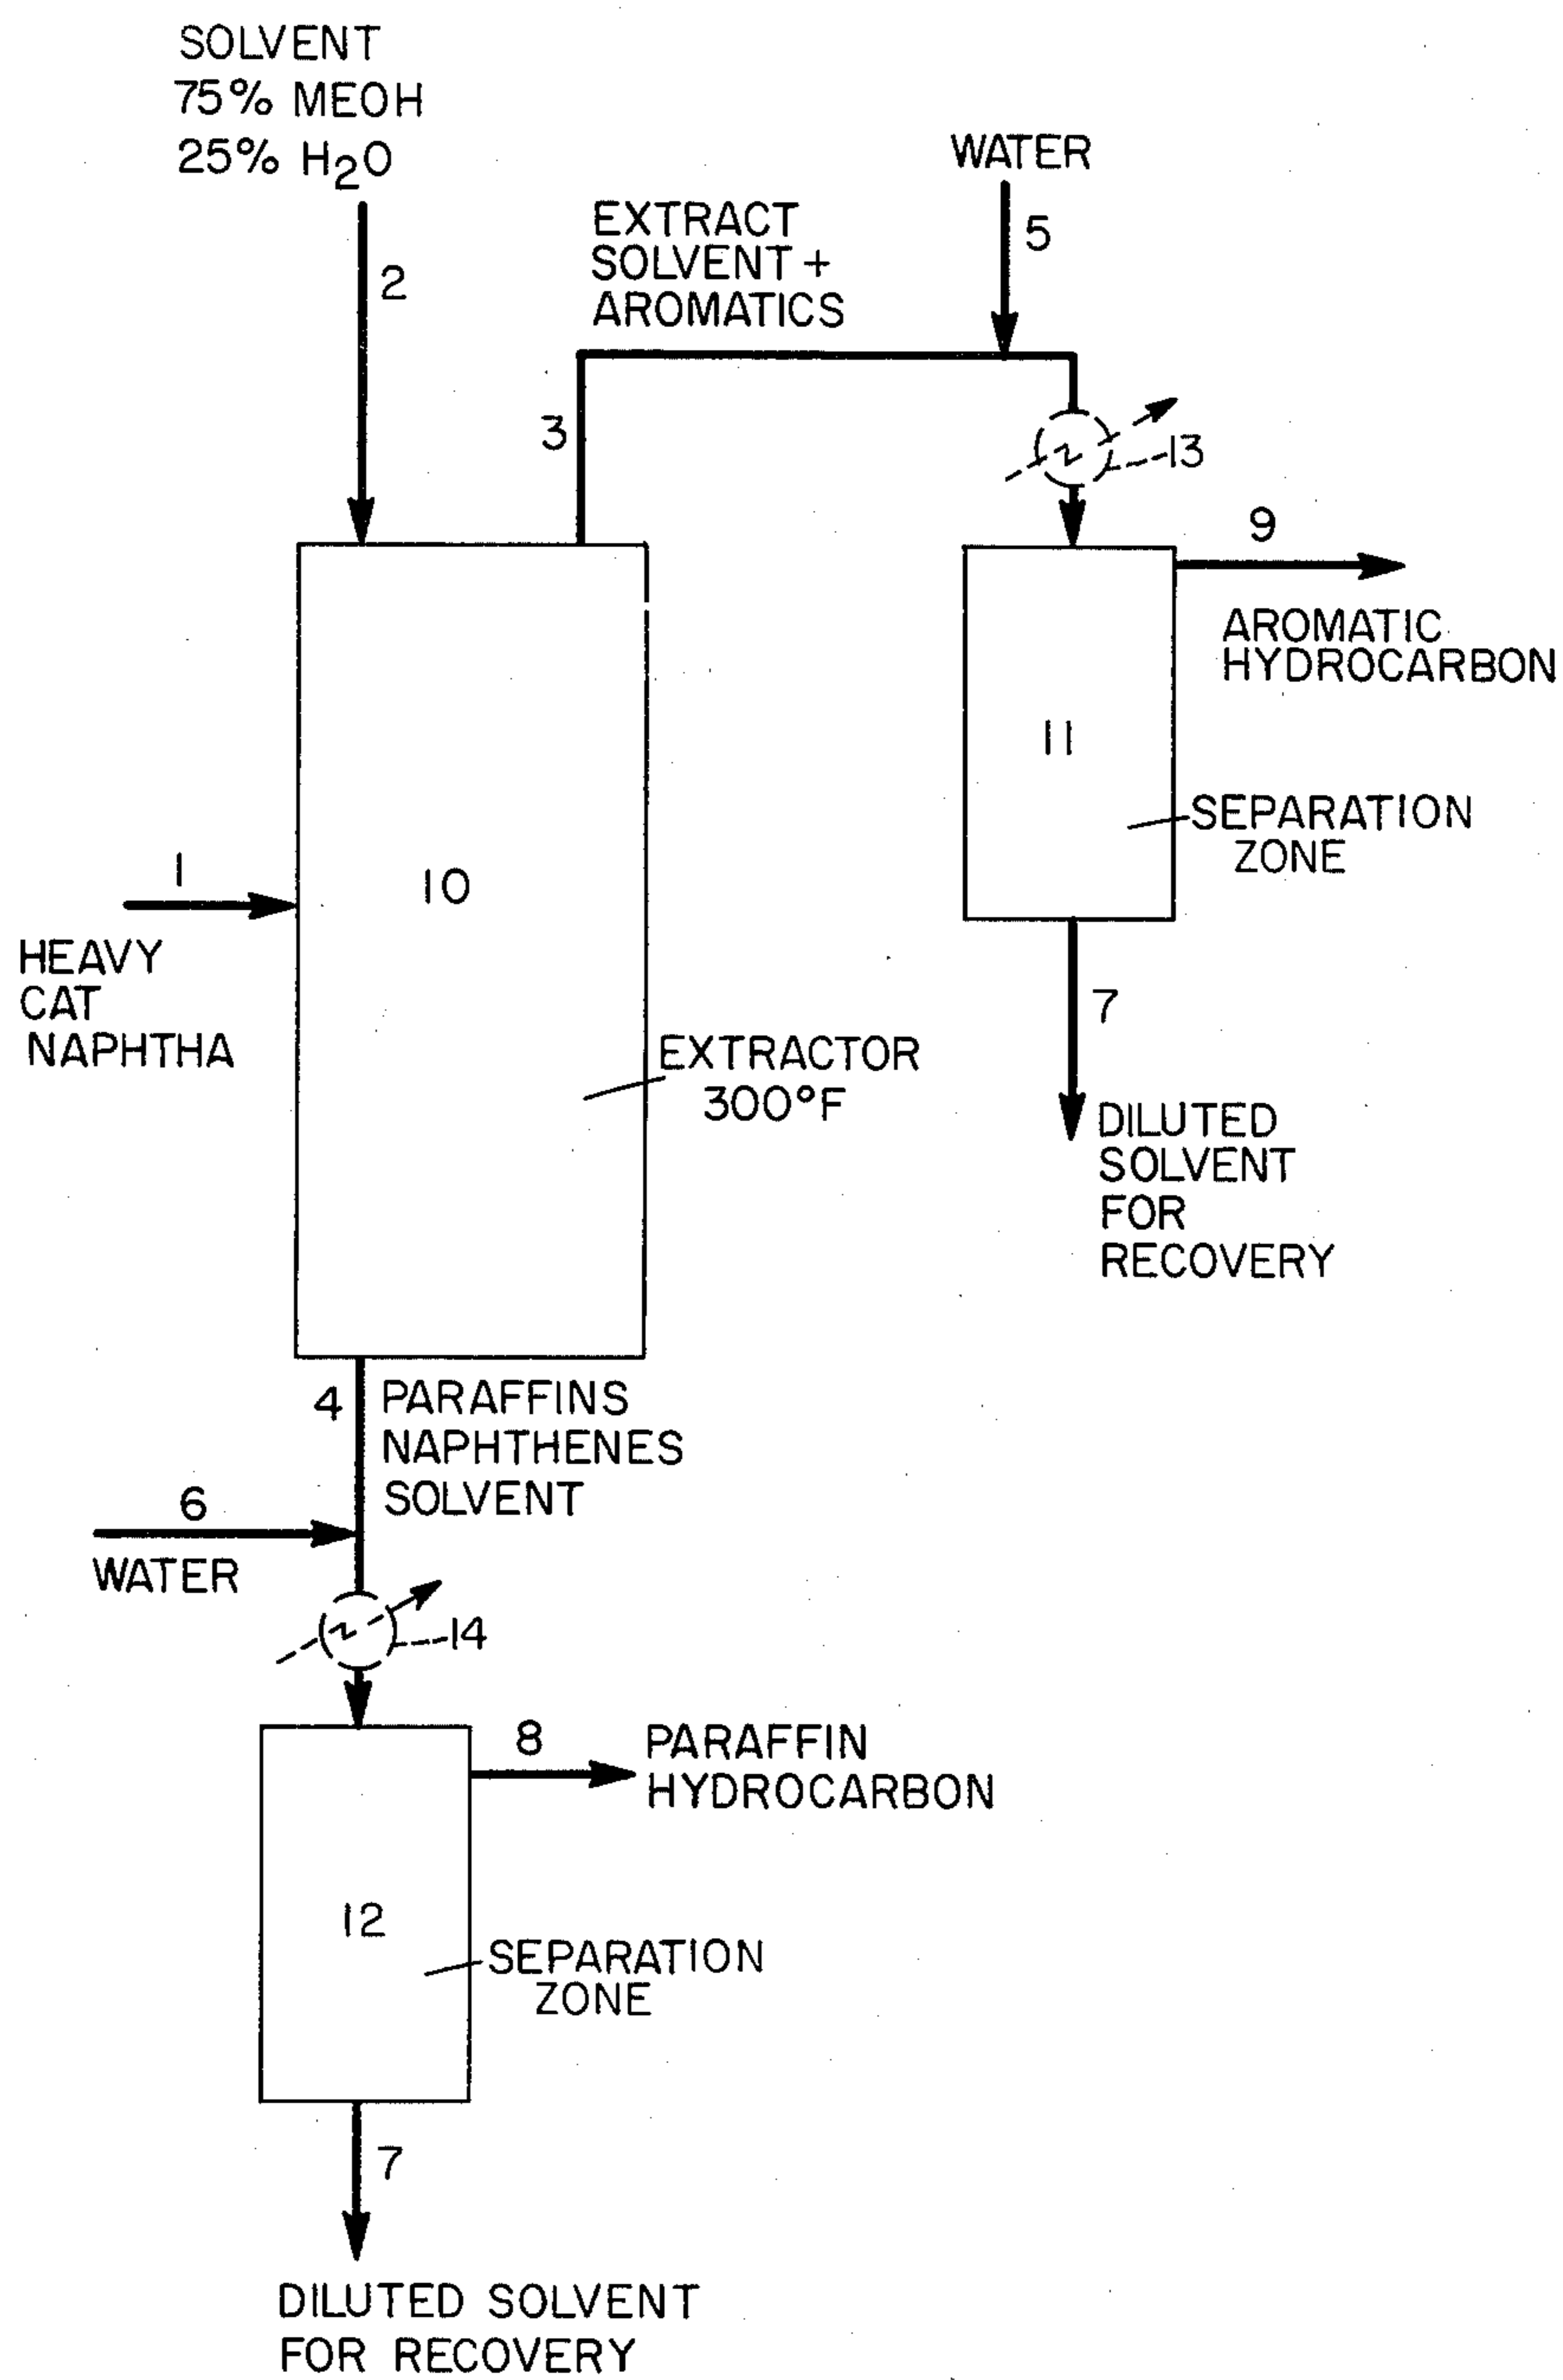 SOLVENT
75% MEOH
25% H2O
2
EXTRACT
SOLVENT +
AROMATICS
3
WATER
5
13
9
AROMATIC
HYDROCARBON
11
SEPARATION
ZONE
7
DILUTED
SOLVENT
FOR
RECOVERY
1
HEAVY
CAT
NAPHTHA
10
EXTRACTOR
300°F
4
PARAFFINS
NAPHTHENES
SOLVENT
6
WATER
14
8
PARAFFIN
HYDROCARBON
12
SEPARATION
ZONE
7
DILUTED SOLVENT
FOR RECOVERY